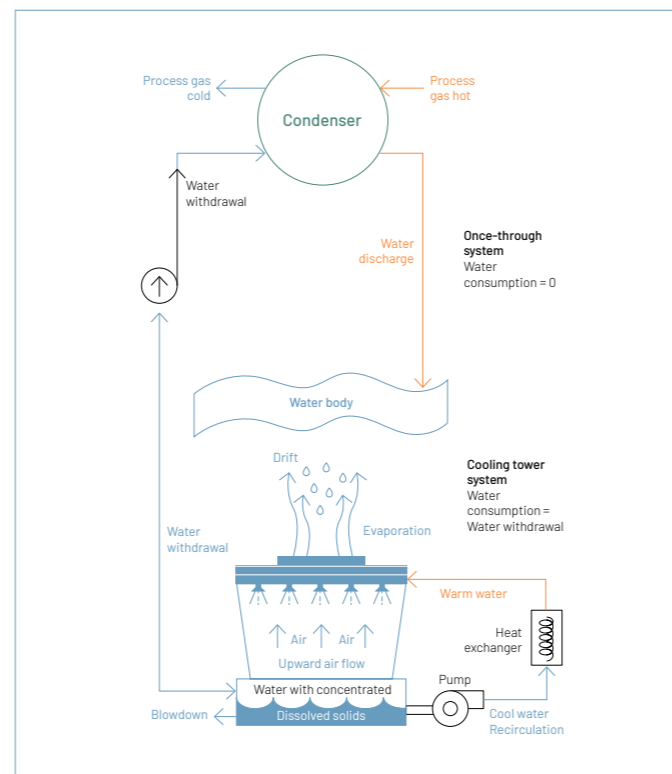 Process gas
cold
Condenser
Process
gas hot
Water
withdrawal
Water
discharge
Once-through
system
Water
consumption = 0
Water body
Drift
Evaporation
Cooling tower
system
Water
consumption =
Water withdrawal
Water
withdrawal
Warm water
Air
Air
Heat
exchanger
Upward air flow
Water with concentrated
Pump
Blowdown
Dissolved solids
Cool water
Recirculation